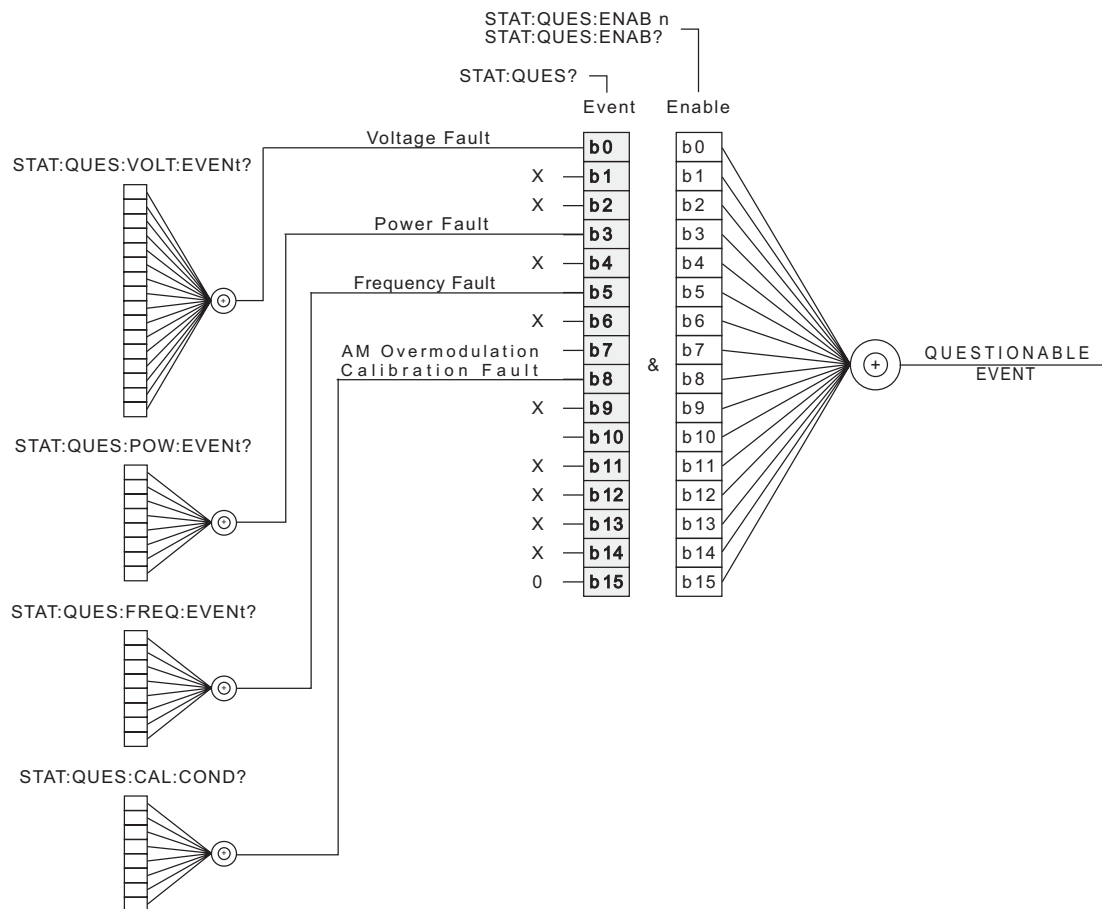 STAT:QUES:ENAB n
STAT:QUES:ENAB?
STAT:QUES?
Event Enable
Voltage Fault b0 b0
STAT:QUES:VOLT:EVENt?
X b1 b1
X b2 b2
Power Fault b3 b3
X b4 b4
Frequency Fault b5 b5
X b6 b6
AM Overmodulation b7 & b7
QUESTIONABLE
EVENT
Calibration Fault b8 b8
X b9 b9
b10 b10
STAT:QUES:POW:EVENt?
X b11 b11
X b12 b12
X b13 b13
X b14 b14
0 b15 b15
STAT:QUES:FREQ:EVENt?
STAT:QUES:CAL:COND?